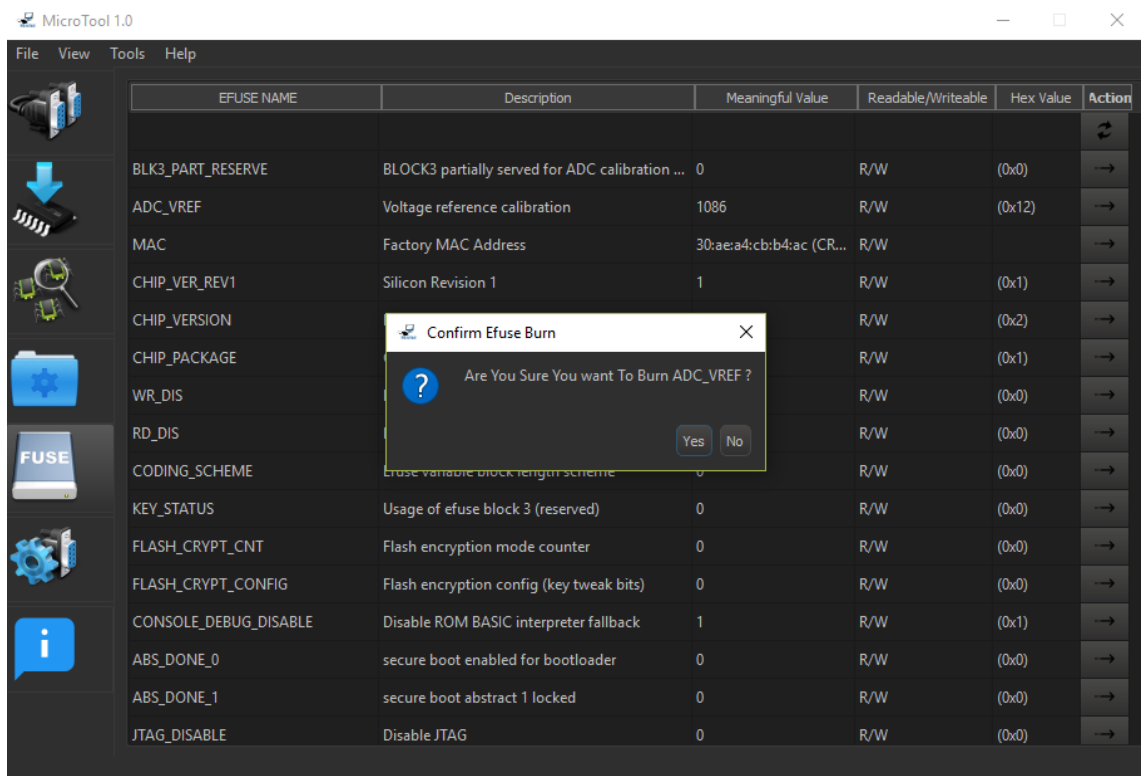 MicroTool 1.0
File View Tools Help
EFUSE NAME Description Meaningful Value Readable/Writeable Hex Value Action
BLK3_PART_RESERVE BLOCK3 partially served for ADC calibration ... 0 R/W (0x0)
ADC_VREF Voltage reference calibration 1086 R/W (0x12)
MAC Factory MAC Address 30:ae:a4:cb:b4:ac (CR... R/W
CHIP_VER_REV1 Silicon Revision 1 1 R/W (0x1)
CHIP_VERSION R/W (0x2)
CHIP_PACKAGE R/W (0x1)
WR_DIS R/W (0x0)
RD_DIS R/W (0x0)
CODING_SCHEME Efuse variable block length scheme 0 R/W (0x0)
KEY_STATUS Usage of efuse block 3 (reserved) 0 R/W (0x0)
FLASH_CRYPT_CNT Flash encryption mode counter 0 R/W (0x0)
FLASH_CRYPT_CONFIG Flash encryption config (key tweak bits) 0 R/W (0x0)
CONSOLE_DEBUG_DISABLE Disable ROM BASIC interpreter fallback 1 R/W (0x1)
ABS_DONE_0 secure boot enabled for bootloader 0 R/W (0x0)
ABS_DONE_1 secure boot abstract 1 locked 0 R/W (0x0)
JTAG_DISABLE Disable JTAG 0 R/W (0x0)
Confirm Efuse Burn
Are You Sure You want To Burn ADC_VREF ?
Yes No
FUSE